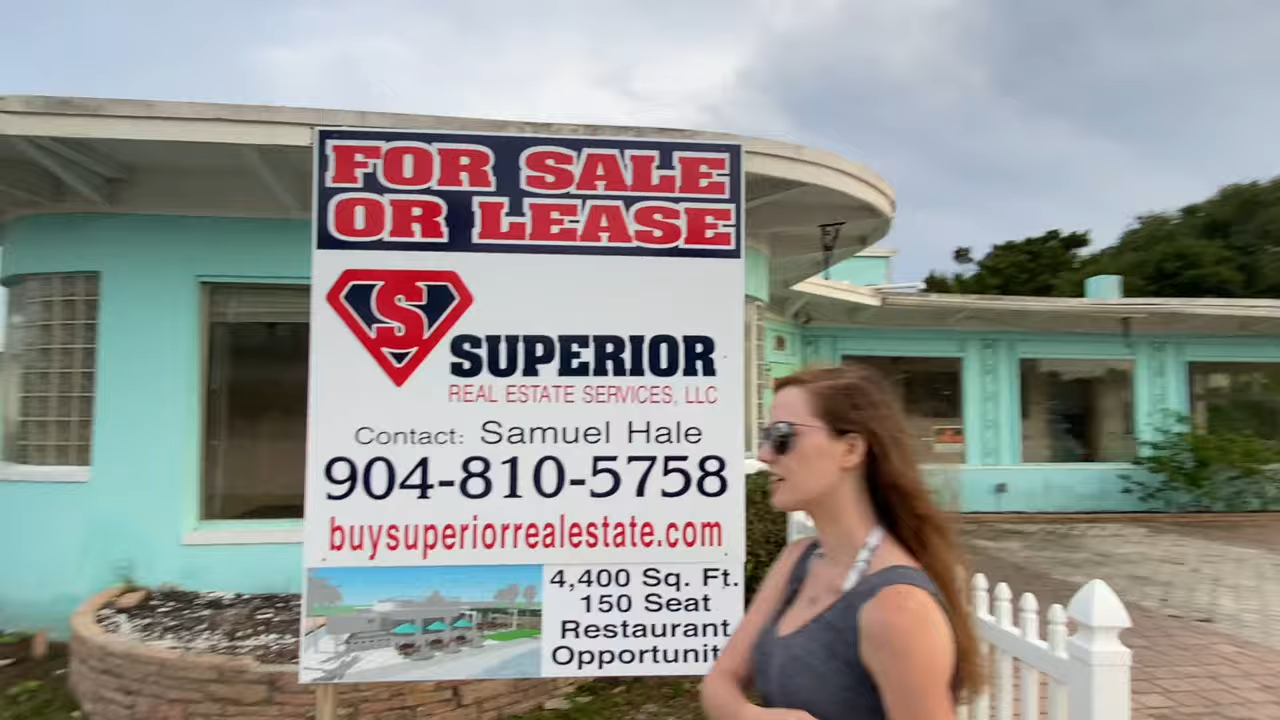 FOR SALE
OR LEASE
S
SUPERIOR
REAL ESTATE SERVICES, LLC
Contact: Samuel Hale
904-810-5758
buysuperiorrealestate.com
4,400 Sq. Ft.
150 Seat
Restaurant
Opportunit